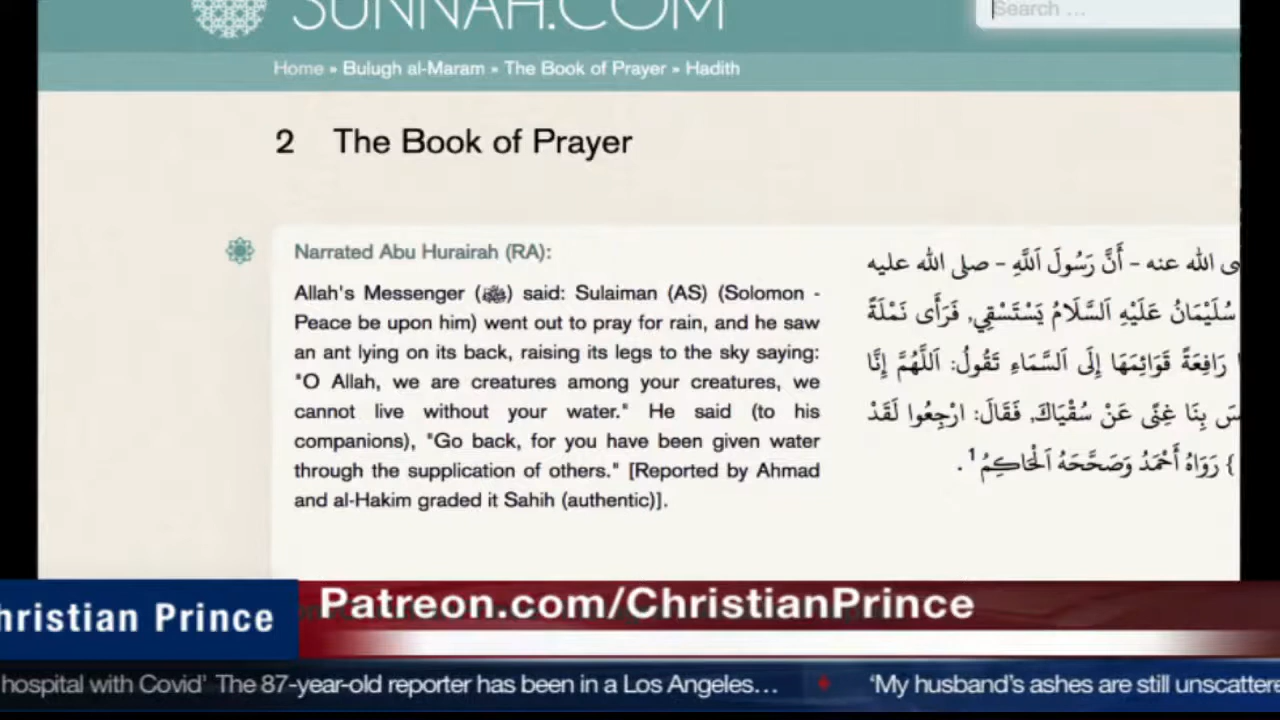 SUNNAH.COM
Search ...
Home » Bulugh al-Maram » The Book of Prayer » Hadith
2 The Book of Prayer
Narrated Abu Hurairah (RA):
Allah's Messenger (ﷺ) said: Sulaiman (AS) (Solomon -
Peace be upon him) went out to pray for rain, and he saw
an ant lying on its back, raising its legs to the sky saying:
"O Allah, we are creatures among your creatures, we
cannot live without your water." He said (to his
companions), "Go back, for you have been given water
through the supplication of others." [Reported by Ahmad
and al-Hakim graded it Sahih (authentic)].
الله عنه - أَنَّ رَسُولَ اَللَّهِ - صلى الله عليه
سُلَيْمَانُ عَلَيْهِ اَلسَّلَامُ يَسْتَسْقِي, فَرَأَى نَمْلَةً
رَافِعَةً قَوَائِمَهَا إِلَى اَلسَّمَاءِ تَقُولُ: اَللَّهُمَّ إِنَّا
بِنَا غِنًى عَنْ سُقْيَاكَ, فَقَالَ: ارْجِعُوا لَقَدْ
} رَوَاهُ أَحْمَدُ وَصَحَّحَهُ اَلْحَاكِمُ 1 .
hristian Prince
Patreon.com/ChristianPrince
hospital with Covid' The 87-year-old reporter has been in a Los Angeles... 'My husband's ashes are still unscattere